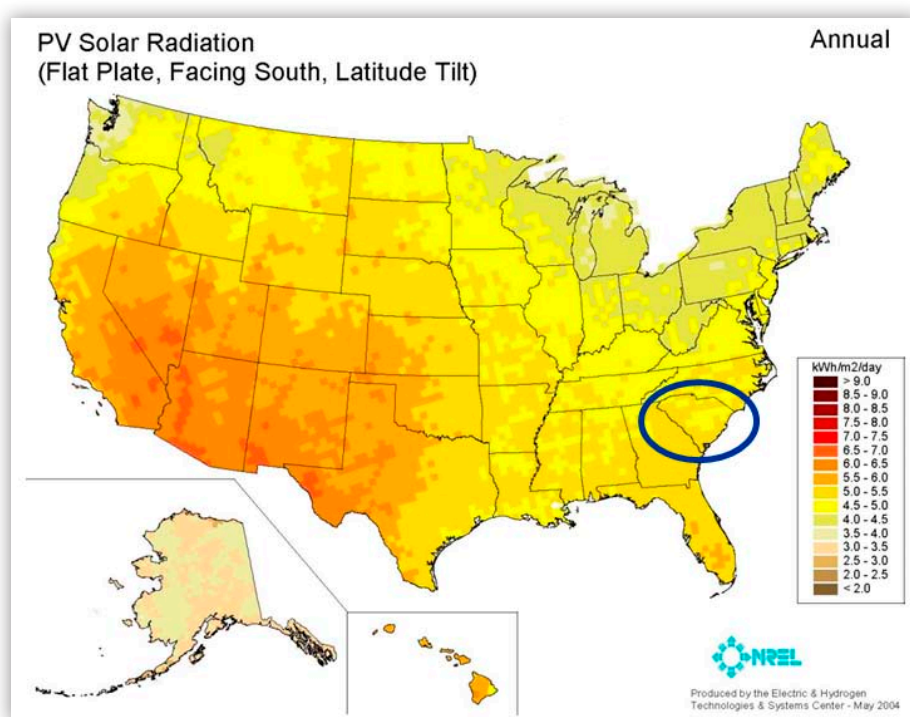 PV Solar Radiation
(Flat Plate, Facing South, Latitude Tilt)
Annual
kWh/m2/day
> 9.0
8.5 - 9.0
8.0 - 8.5
7.5 - 8.0
7.0 - 7.5
6.5 - 7.0
6.0 - 6.5
5.5 - 6.0
5.0 - 5.5
4.5 - 5.0
4.0 - 4.5
3.5 - 4.0
3.0 - 3.5
2.5 - 3.0
2.0 - 2.5
< 2.0
NREL
Produced by the Electric & Hydrogen
Technologies & Systems Center - May 2004